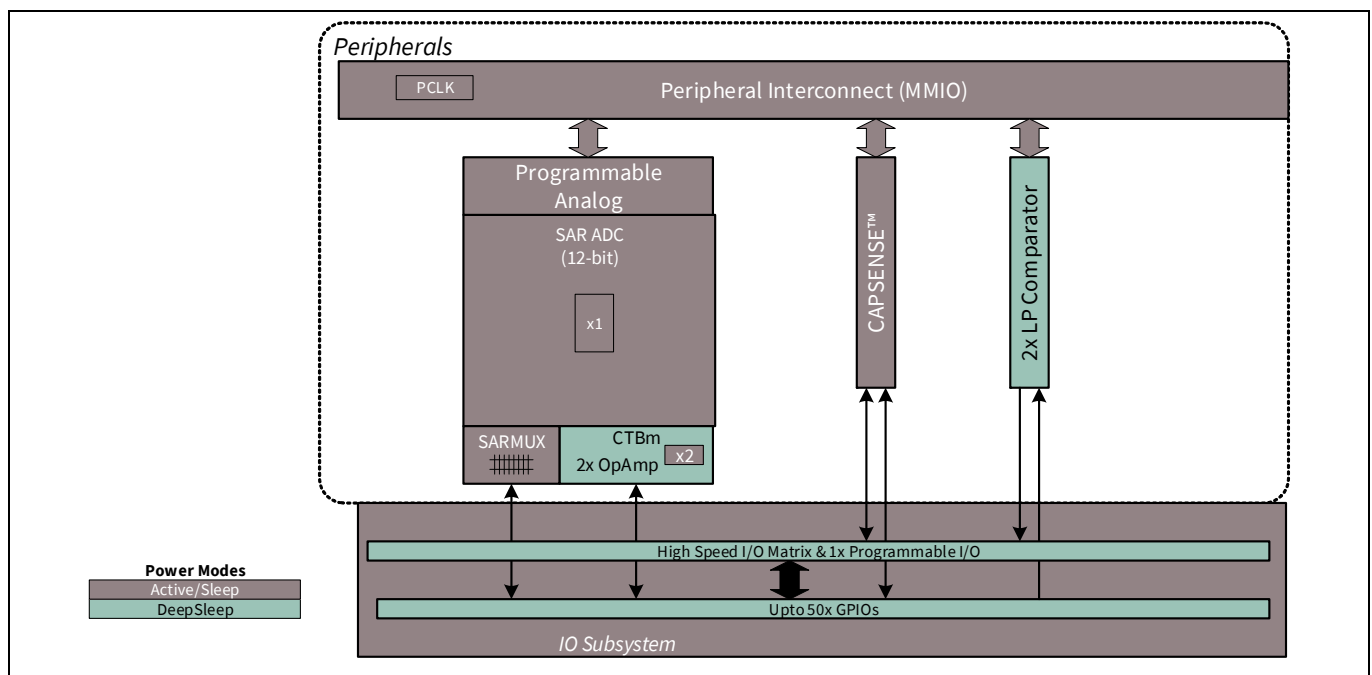 Peripherals
PCLK
Peripheral Interconnect (MMIO)
Programmable
Analog
SAR ADC
(12-bit)
x1
CAPSENSE™
2x LP Comparator
SARMUX
CTBm
2x OpAmp
x2
High Speed I/O Matrix & 1x Programmable I/O
Power Modes
Active/Sleep
DeepSleep
Upto 50x GPIOs
IO Subsystem